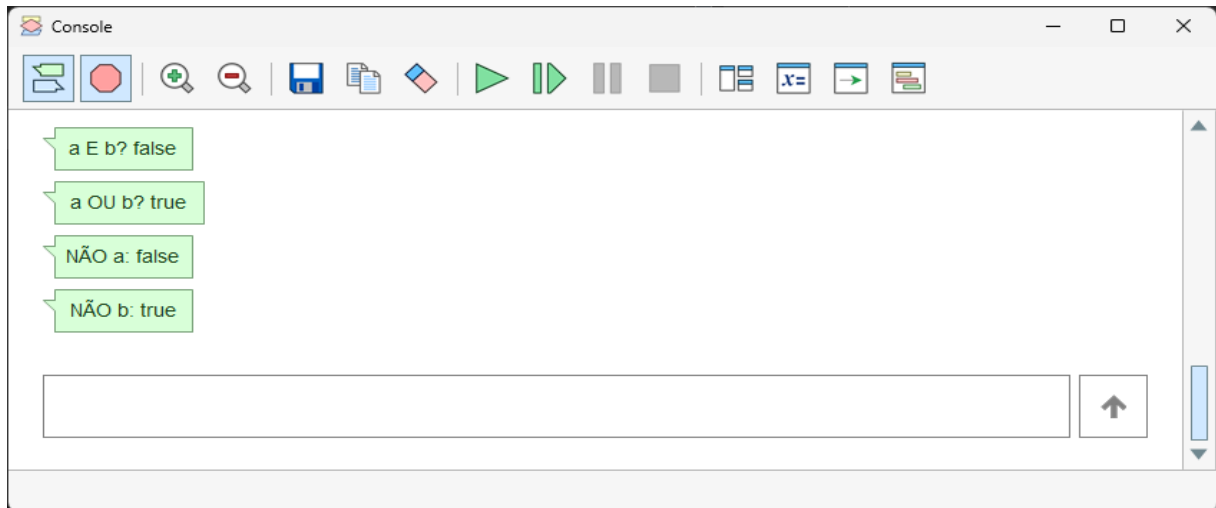 Console
x=
a E b? false
a OU b? true
NÃO a: false
NÃO b: true